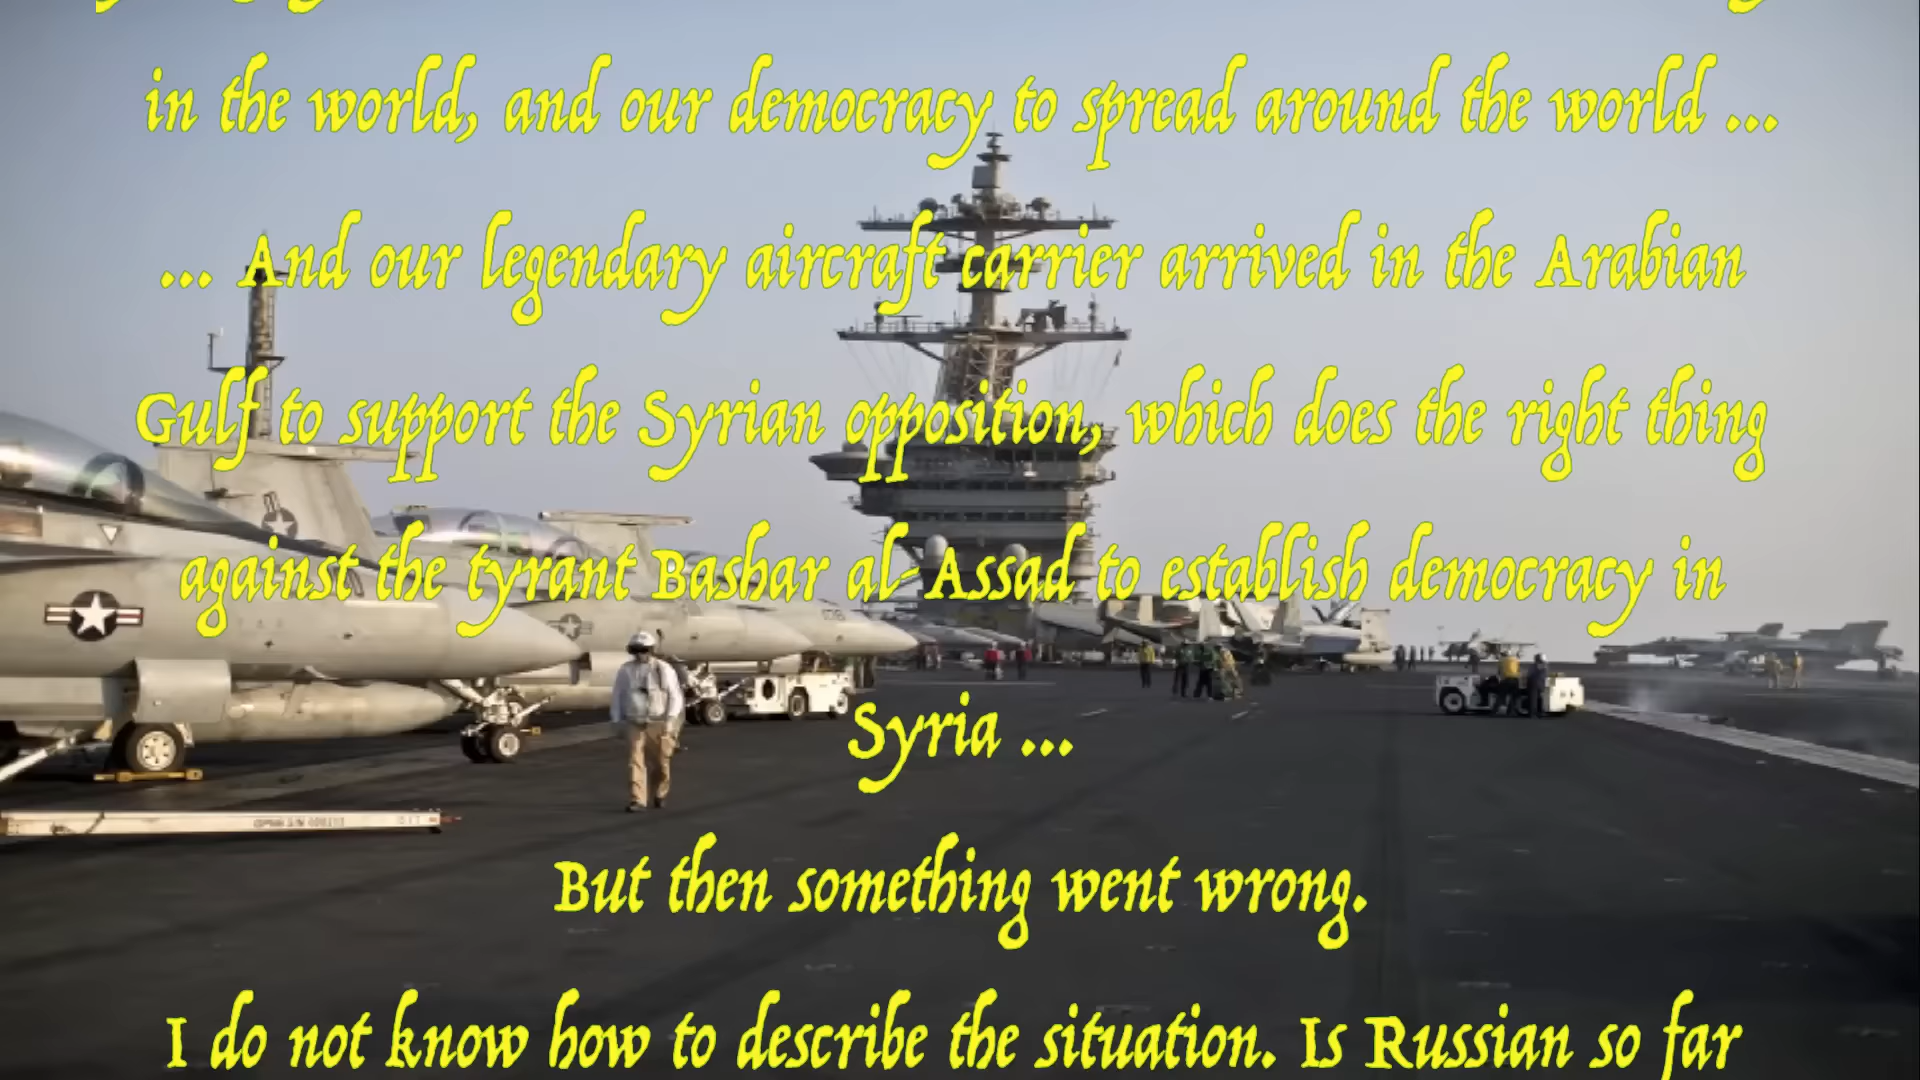 in the world, and our democracy to spread around the world ...
... And our legendary aircraft carrier arrived in the Arabian
Gulf to support the Syrian opposition, which does the right thing
against the tyrant Bashar al-Assad to establish democracy in
Syria ...
But then something went wrong.
I do not know how to describe the situation. Is Russian so far